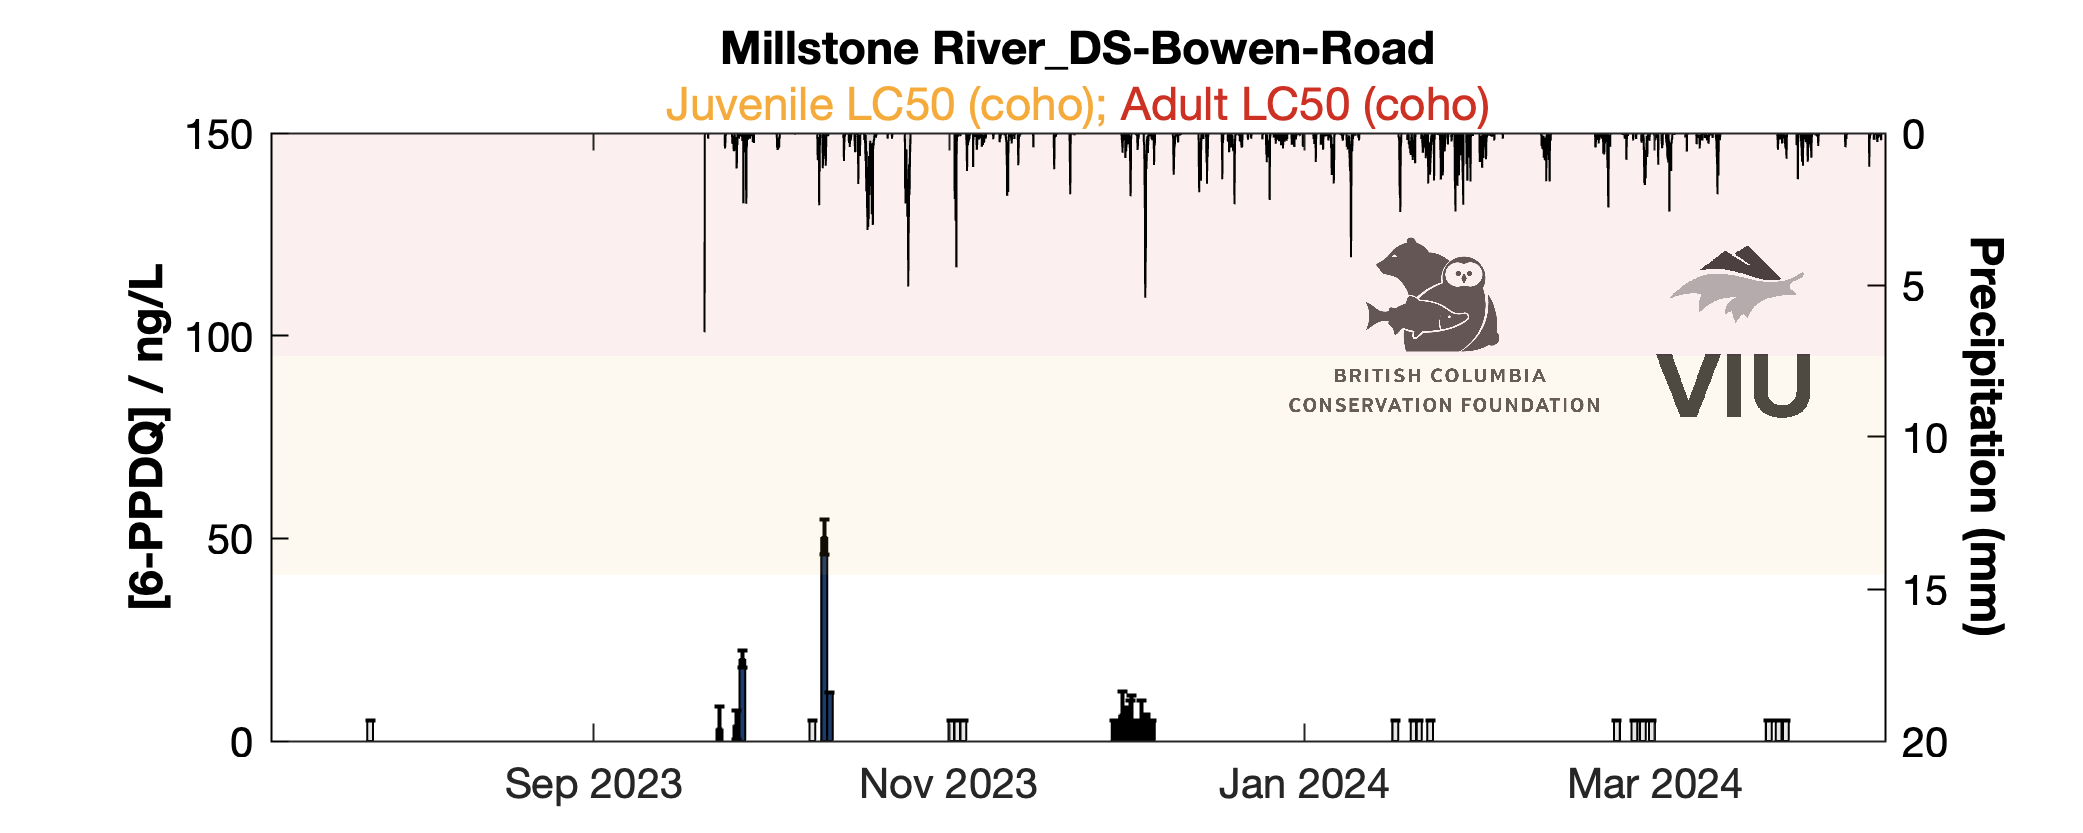 Millstone River_DS-Bowen-Road
Juvenile LC50 (coho); Adult LC50 (coho)
150
100
50
0
[6-PPDQ] / ng/L
0
5
10
15
20
Precipitation (mm)
BRITISH COLUMBIA
CONSERVATION FOUNDATION
VIU
Sep 2023
Nov 2023
Jan 2024
Mar 2024